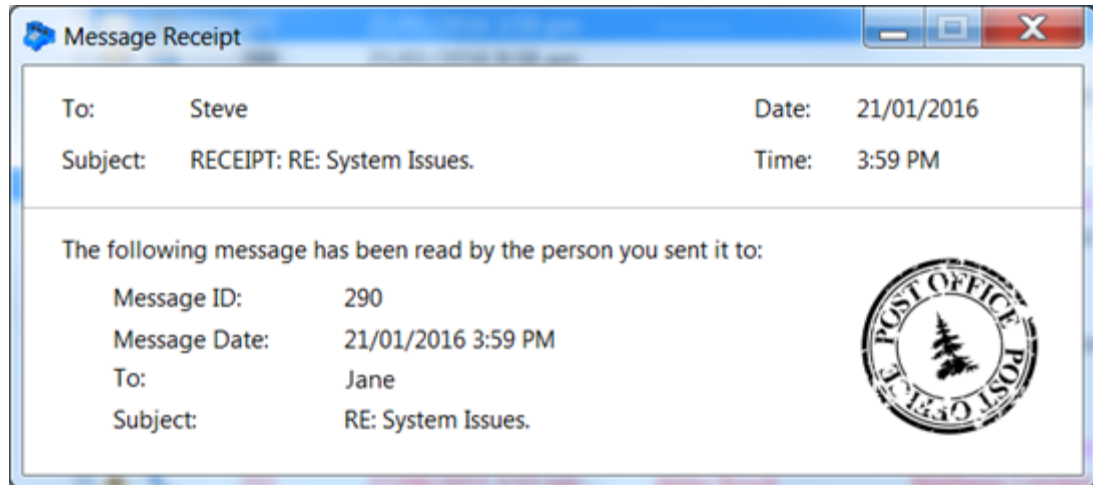 Message Receipt
To: Steve Date: 21/01/2016
Subject: RECEIPT: RE: System Issues. Time: 3:59 PM
The following message has been read by the person you sent it to:
Message ID: 290
Message Date: 21/01/2016 3:59 PM
To: Jane
Subject: RE: System Issues.
POST OFFICE POST OFFICE